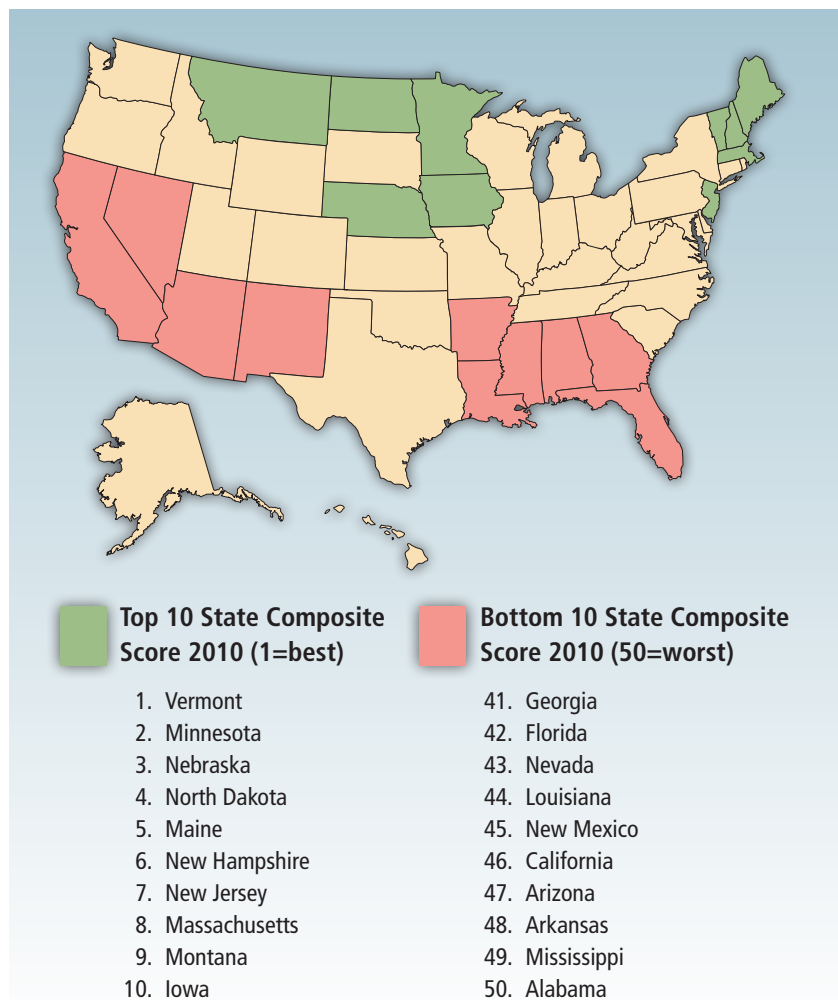 Top 10 State Composite
Score 2010 (1=best)
1. Vermont
2. Minnesota
3. Nebraska
4. North Dakota
5. Maine
6. New Hampshire
7. New Jersey
8. Massachusetts
9. Montana
10. Iowa
Bottom 10 State Composite
Score 2010 (50=worst)
41. Georgia
42. Florida
43. Nevada
44. Louisiana
45. New Mexico
46. California
47. Arizona
48. Arkansas
49. Mississippi
50. Alabama